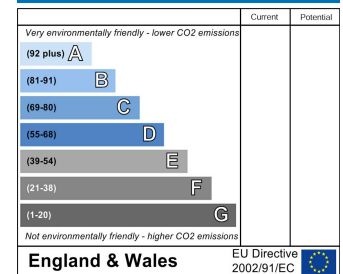 Current Potential
Very environmentally friendly - lower CO2 emissions
(92 plus) A
(81-91) B
(69-80) C
(55-68) D
(39-54) E
(21-38) F
(1-20) G
Not environmentally friendly - higher CO2 emissions
England & Wales
EU Directive
2002/91/EC